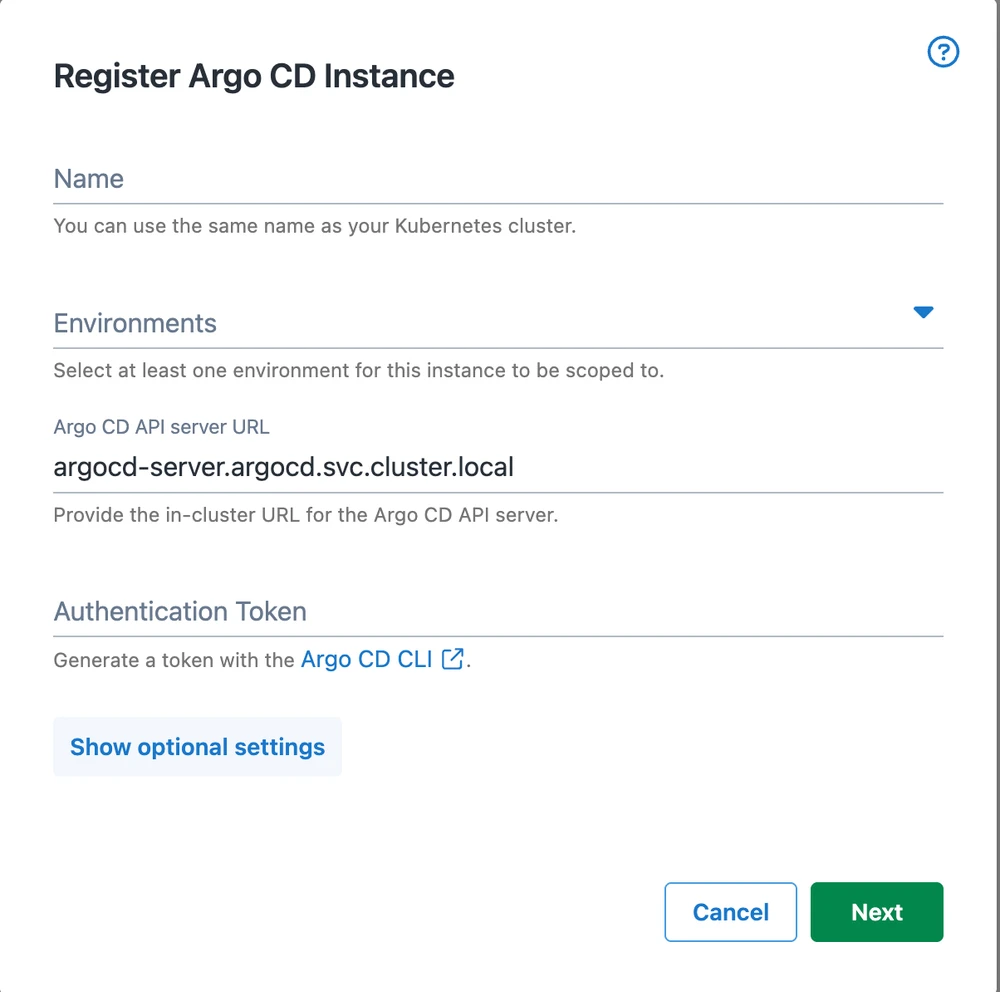 Register Argo CD Instance
?
Name
You can use the same name as your Kubernetes cluster.
Environments
Select at least one environment for this instance to be scoped to.
Argo CD API server URL
argocd-server.argocd.svc.cluster.local
Provide the in-cluster URL for the Argo CD API server.
Authentication Token
Generate a token with the Argo CD CLI .
Show optional settings
Cancel Next